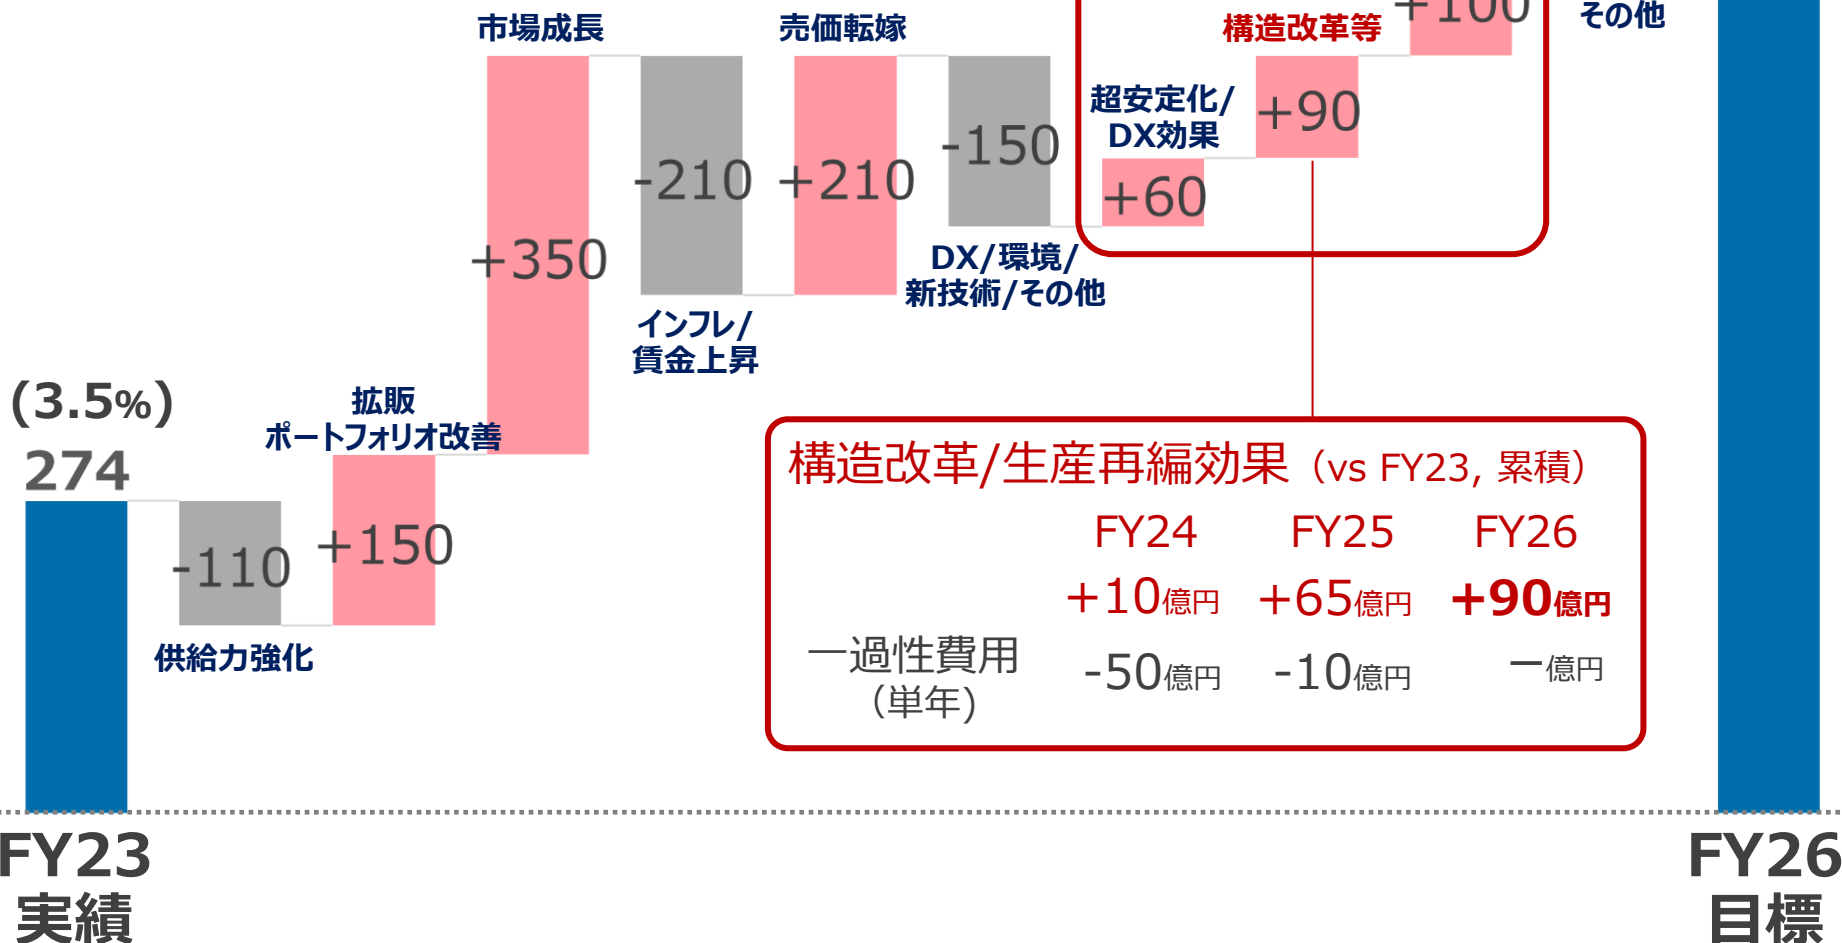 市場成長
売価転嫁
構造改革等
+100
その他
超安定化/
DX効果
+90
-150
-210
+210
+60
+350
DX/環境/
新技術/その他
インフレ/
賃金上昇
(3.5%)
274
拡販
ポートフォリオ改善
-110
+150
供給力強化
構造改革/生産再編効果（vs FY23, 累積）
FY24 FY25 FY26
+10億円 +65億円 +90億円
一過性費用
（単年)
-50億円 -10億円 ー億円
FY23
実績
FY26
目標